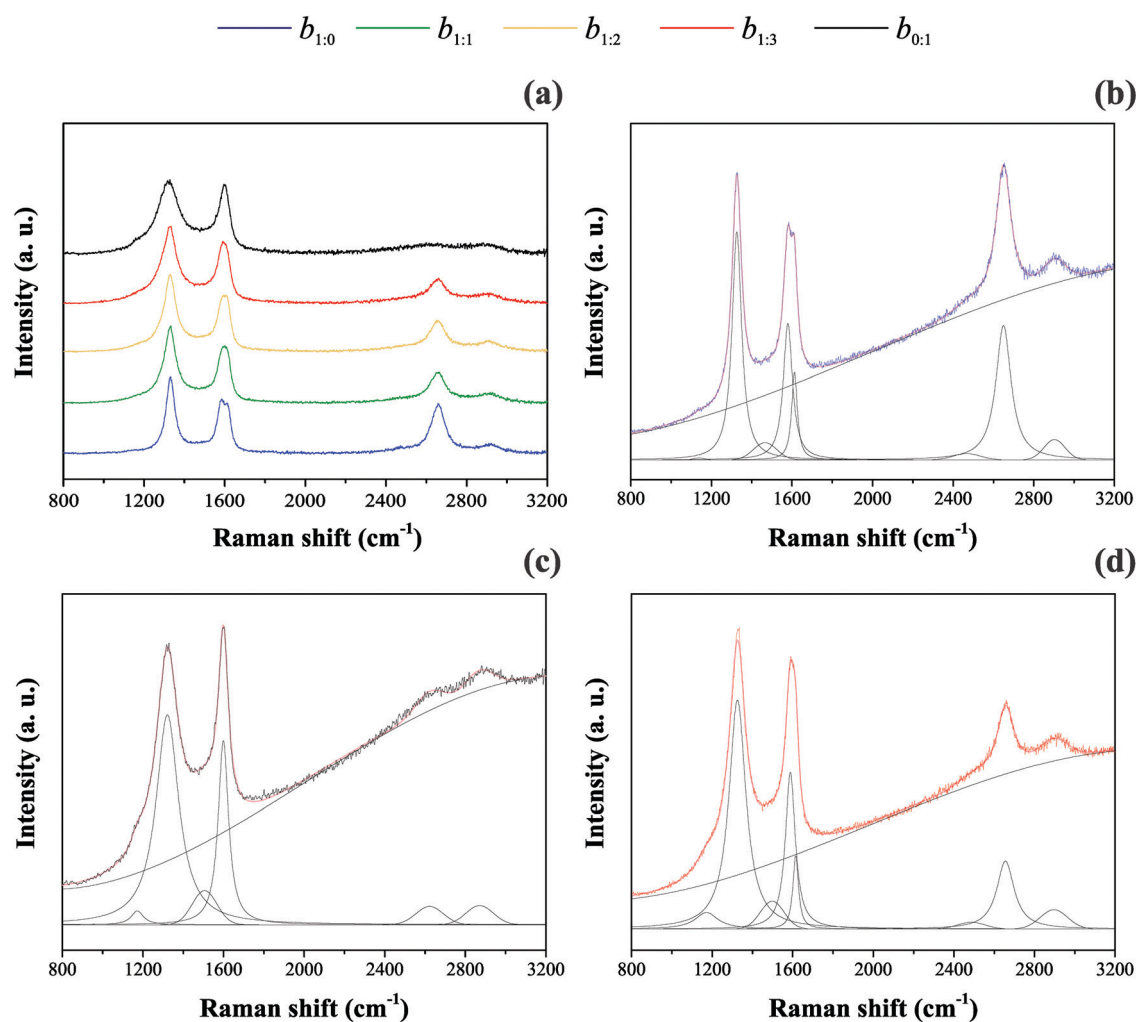 b1:0 b1:1 b1:2 b1:3 b0:1
(a)
Intensity (a. u.)
800 1200 1600 2000 2400 2800 3200
Raman shift (cm-1)
(b)
Intensity (a. u.)
800 1200 1600 2000 2400 2800 3200
Raman shift (cm-1)
(c)
Intensity (a. u.)
800 1200 1600 2000 2400 2800 3200
Raman shift (cm-1)
(d)
Intensity (a. u.)
800 1200 1600 2000 2400 2800 3200
Raman shift (cm-1)